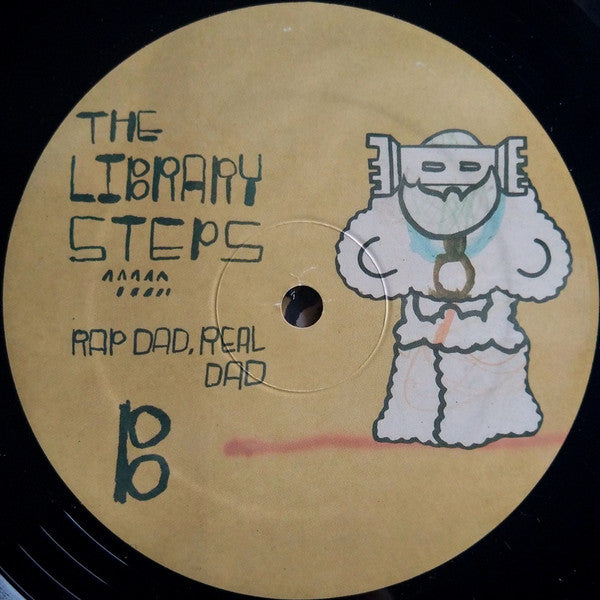 THE
LIBRARY
STEPS
RAP DAD, REAL
DAD
B